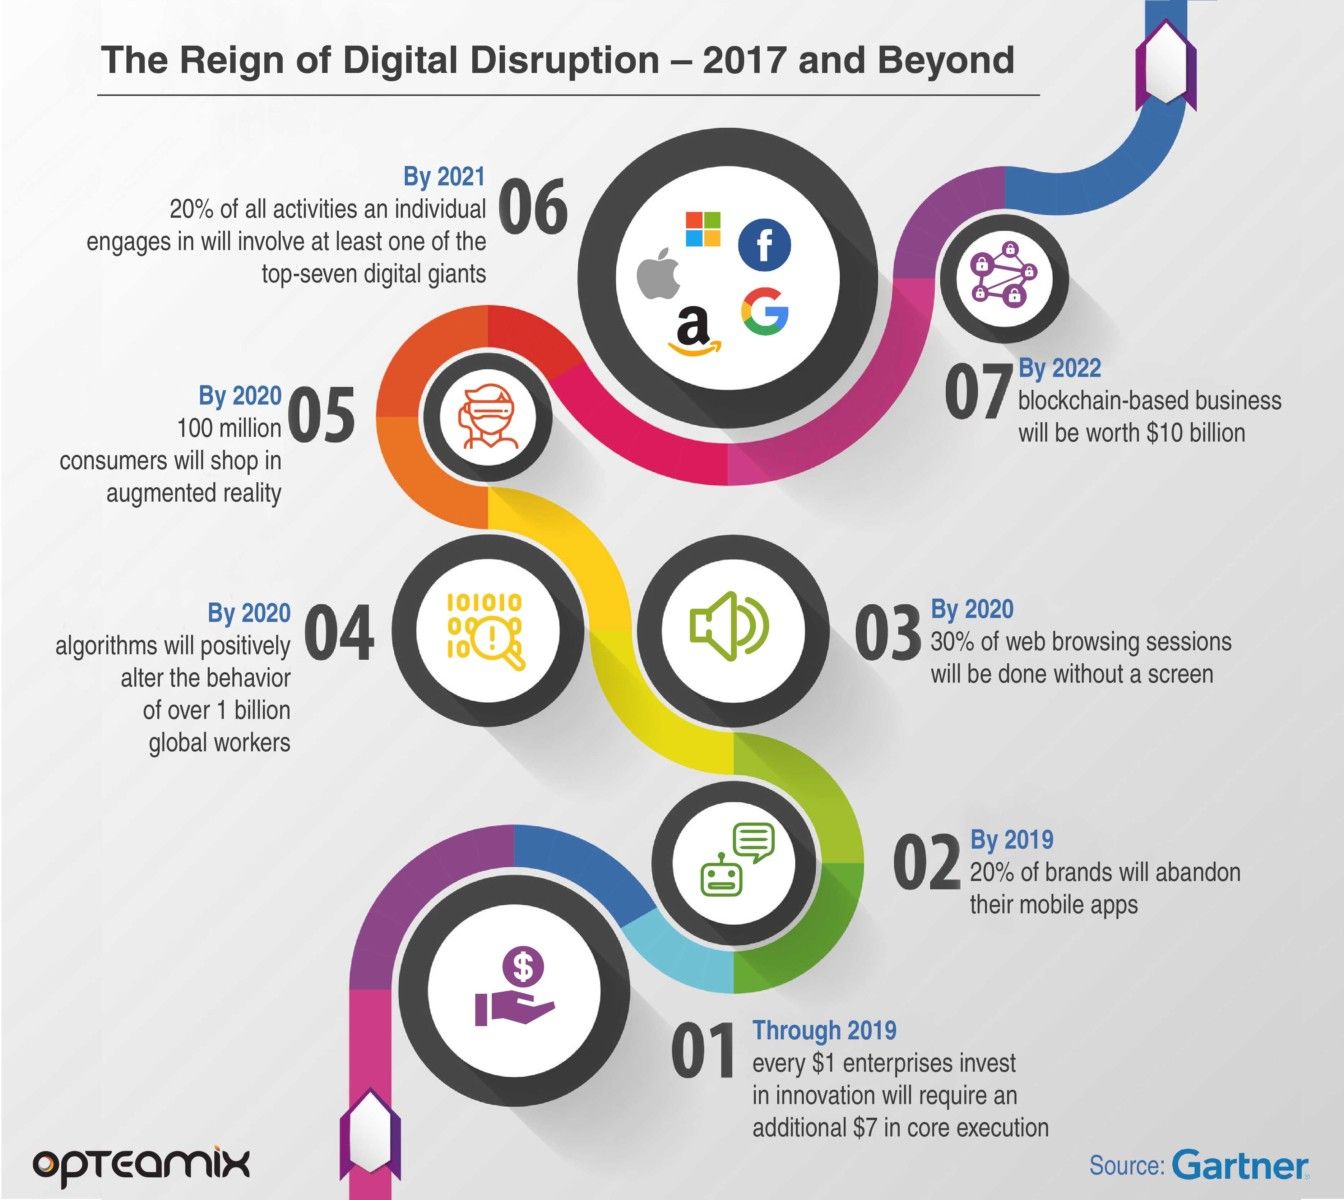 The Reign of Digital Disruption – 2017 and Beyond
By 2021
20% of all activities an individual
engages in will involve at least one of the
top-seven digital giants
06
f
a
G
07
By 2022
blockchain-based business
will be worth $10 billion
By 2020
100 million
consumers will shop in
augmented reality
05
By 2020
algorithms will positively
alter the behavior
of over 1 billion
global workers
04
101010
03
By 2020
30% of web browsing sessions
will be done without a screen
02
By 2019
20% of brands will abandon
their mobile apps
$
01
Through 2019
every $1 enterprises invest
in innovation will require an
additional $7 in core execution
opteamix
Source: Gartner